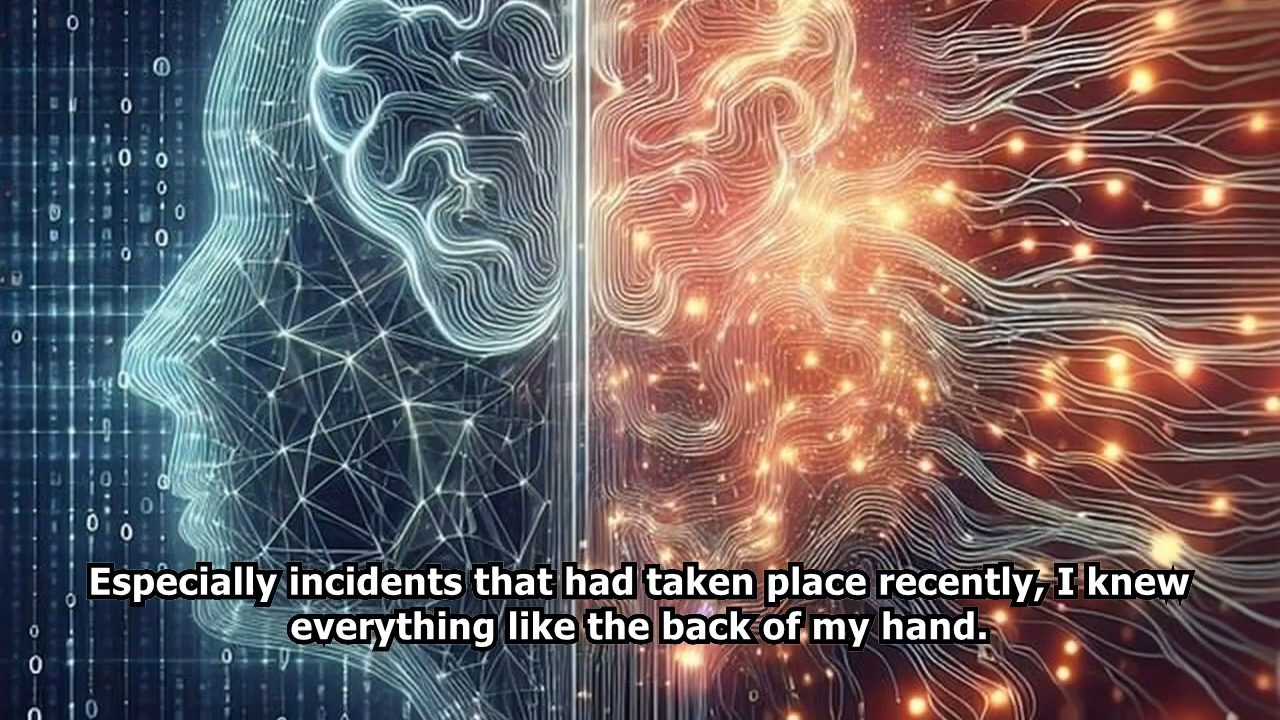 Especially incidents that had taken place recently, I knew
everything like the back of my hand.